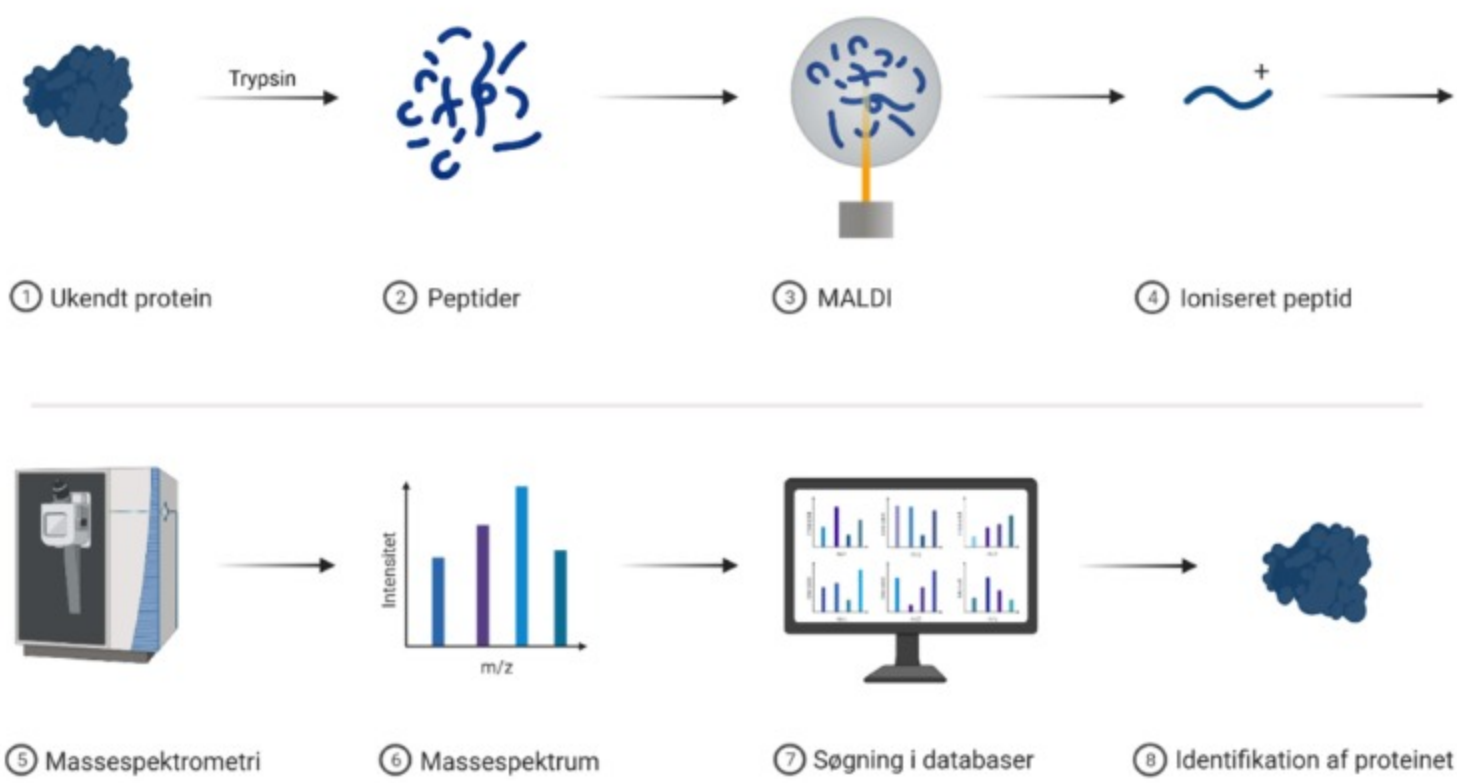 Trypsin
+
① Ukendt protein
② Peptider
③ MALDI
④ Ioniseret peptid
Intensitet
m/z
⑤ Massespektrometri
⑥ Massespektrum
⑦ Søgning i databaser
⑧ Identifikation af proteinet